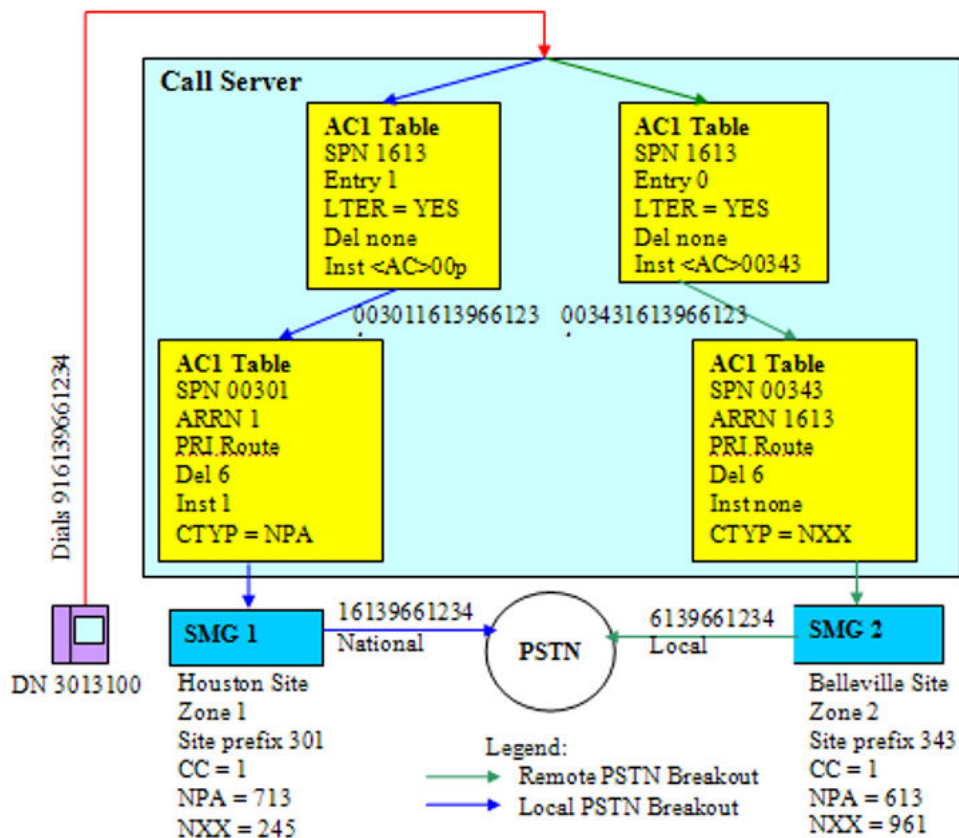 Call Server
AC1 Table
SPN 1613
Entry 1
LTER = YES
Del none
Inst <AC>00p
AC1 Table
SPN 1613
Entry 0
LTER = YES
Del none
Inst <AC>00343
003011613966123
.
003431613966123
.
AC1 Table
SPN 00301
ARRN 1
PRI Route
Del 6
Inst 1
CTYP = NPA
AC1 Table
SPN 00343
ARRN 1613
PRI Route
Del 6
Inst none
CTYP = NXX
Dials 916139661234
DN 3013100
SMG 1
16139661234
National
PSTN
6139661234
Local
SMG 2
Houston Site
Zone 1
Site prefix 301
CC = 1
NPA = 713
NXX = 245
Belleville Site
Zone 2
Site prefix 343
CC = 1
NPA = 613
NXX = 961
Legend:
Remote PSTN Breakout
Local PSTN Breakout